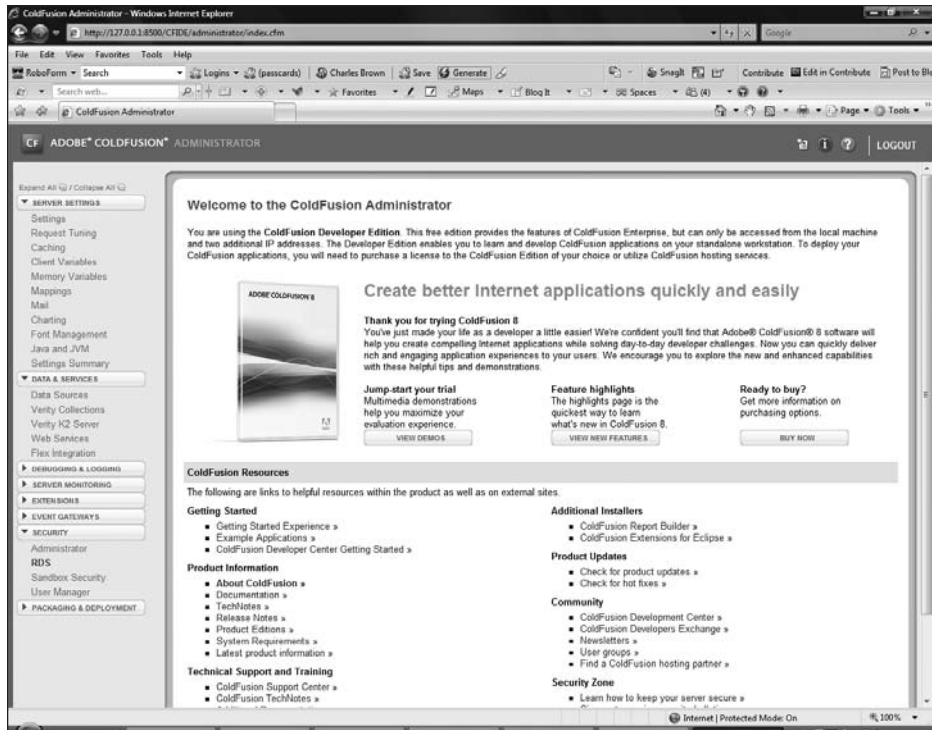 ColdFusion Administrator - Windows Internet Explorer
http://127.0.0.1:8500/CFIDE/administrator/index.cfm
Google
File Edit View Favorites Tools Help
RoboForm Search Logins (passcards) Charles Brown Save Generate SnagIt Contribute Edit in Contribute Post to Blo
Search web... Favorites Maps Blog It Spaces (4)
ColdFusion Administrator Page Tools
CF ADOBE® COLDFUSION® ADMINISTRATOR LOGOUT
Expand All / Collapse All
SERVER SETTINGS
Settings
Request Tuning
Caching
Client Variables
Memory Variables
Mappings
Mail
Charting
Font Management
Java and JVM
Settings Summary
DATA & SERVICES
Data Sources
Verity Collections
Verity K2 Server
Web Services
Flex Integration
DEBUGGING & LOGGING
SERVER MONITORING
EXTENSIONS
EVENT GATEWAYS
SECURITY
Administrator
RDS
Sandbox Security
User Manager
PACKAGING & DEPLOYMENT
Welcome to the ColdFusion Administrator
You are using the ColdFusion Developer Edition. This free edition provides the features of ColdFusion Enterprise, but can only be accessed from the local machine
and two additional IP addresses. The Developer Edition enables you to learn and develop ColdFusion applications on your standalone workstation. To deploy your
ColdFusion applications, you will need to purchase a license to the ColdFusion Edition of your choice or utilize ColdFusion hosting services.
ADOBE COLDFUSION 8
Create better Internet applications quickly and easily
Thank you for trying ColdFusion 8
You've just made your life as a developer a little easier! We're confident you'll find that Adobe® ColdFusion® 8 software will
help you create compelling Internet applications while solving day-to-day developer challenges. Now you can quickly deliver
rich and engaging application experiences to your users. We encourage you to explore the new and enhanced capabilities
with these helpful tips and demonstrations.
Jump-start your trial
Multimedia demonstrations
help you maximize your
evaluation experience.
VIEW DEMOS
Feature highlights
The highlights page is the
quickest way to learn
what's new in ColdFusion 8.
VIEW NEW FEATURES
Ready to buy?
Get more information on
purchasing options.
BUY NOW
ColdFusion Resources
The following are links to helpful resources within the product as well as on external sites.
Getting Started
Getting Started Experience »
Example Applications »
ColdFusion Developer Center Getting Started »
Product Information
About ColdFusion »
Documentation »
TechNotes »
Release Notes »
Product Editions »
System Requirements »
Latest product information »
Technical Support and Training
ColdFusion Support Center »
ColdFusion TechNotes »
Additional Installers
ColdFusion Report Builder »
ColdFusion Extensions for Eclipse »
Product Updates
Check for product updates »
Check for hot fixes »
Community
ColdFusion Development Center »
ColdFusion Developers Exchange »
Newsletters »
User groups »
Find a ColdFusion hosting partner »
Security Zone
Learn how to keep your server secure »
Internet | Protected Mode: On 100%